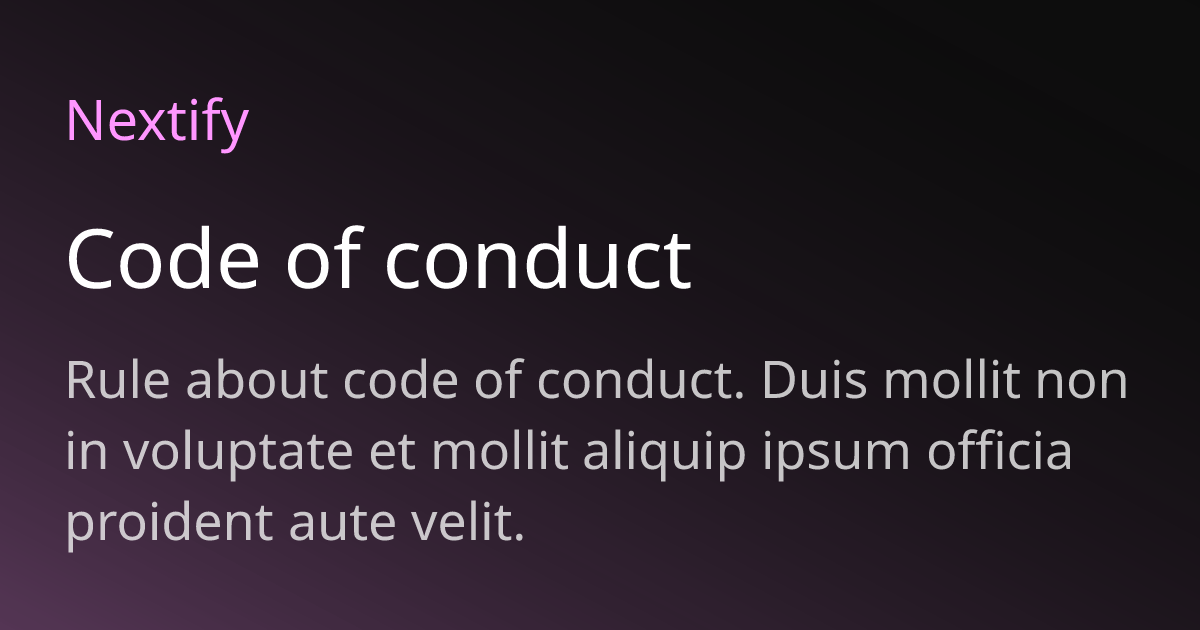 Nextify
Code of conduct
Rule about code of conduct. Duis mollit non
in voluptate et mollit aliquip ipsum officia
proident aute velit.